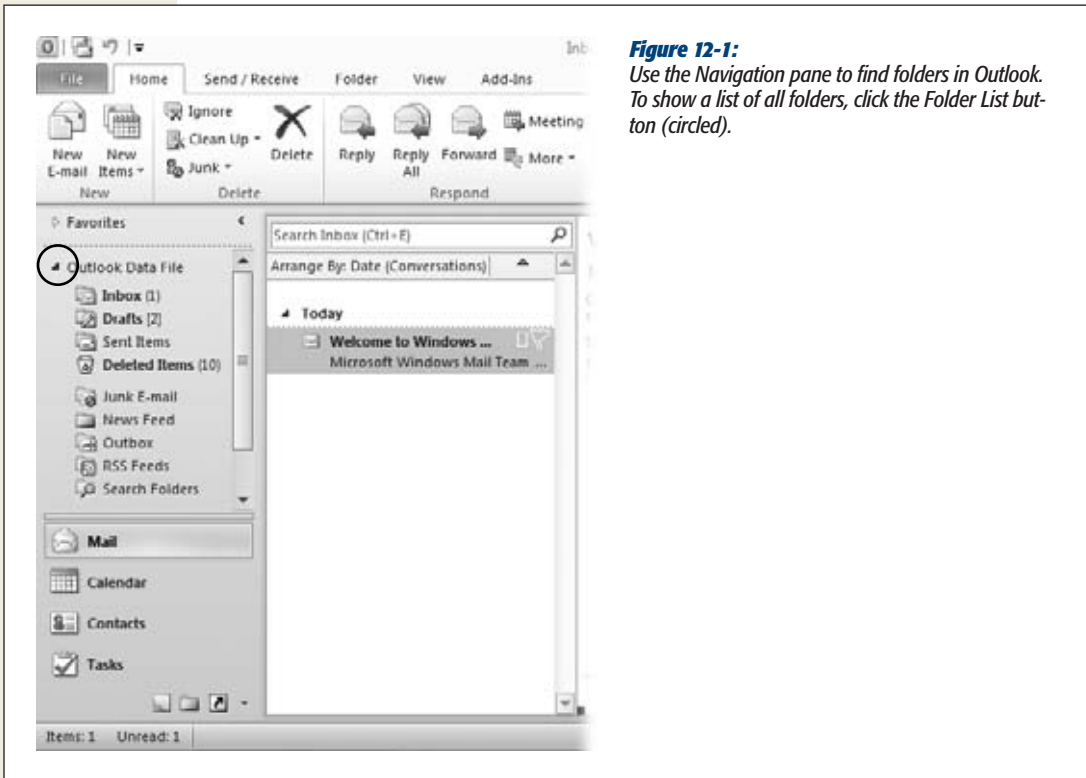 Inb
File Home Send / Receive Folder View Add-Ins
New E-mail
New Items
New
Ignore
Clean Up
Junk
Delete
Delete
Reply
Reply All
Forward
Meeting
More
Respond
Favorites
Outlook Data File
Inbox (1)
Drafts [2]
Sent Items
Deleted Items (10)
Junk E-mail
News Feed
Outbox
RSS Feeds
Search Folders
Mail
Calendar
Contacts
Tasks
Items: 1 Unread: 1
Search Inbox (Ctrl+E)
Arrange By: Date (Conversations)
Today
Welcome to Windows ...
Microsoft Windows Mail Team ...
Figure 12-1:
Use the Navigation pane to find folders in Outlook.
To show a list of all folders, click the Folder List but-
ton (circled).